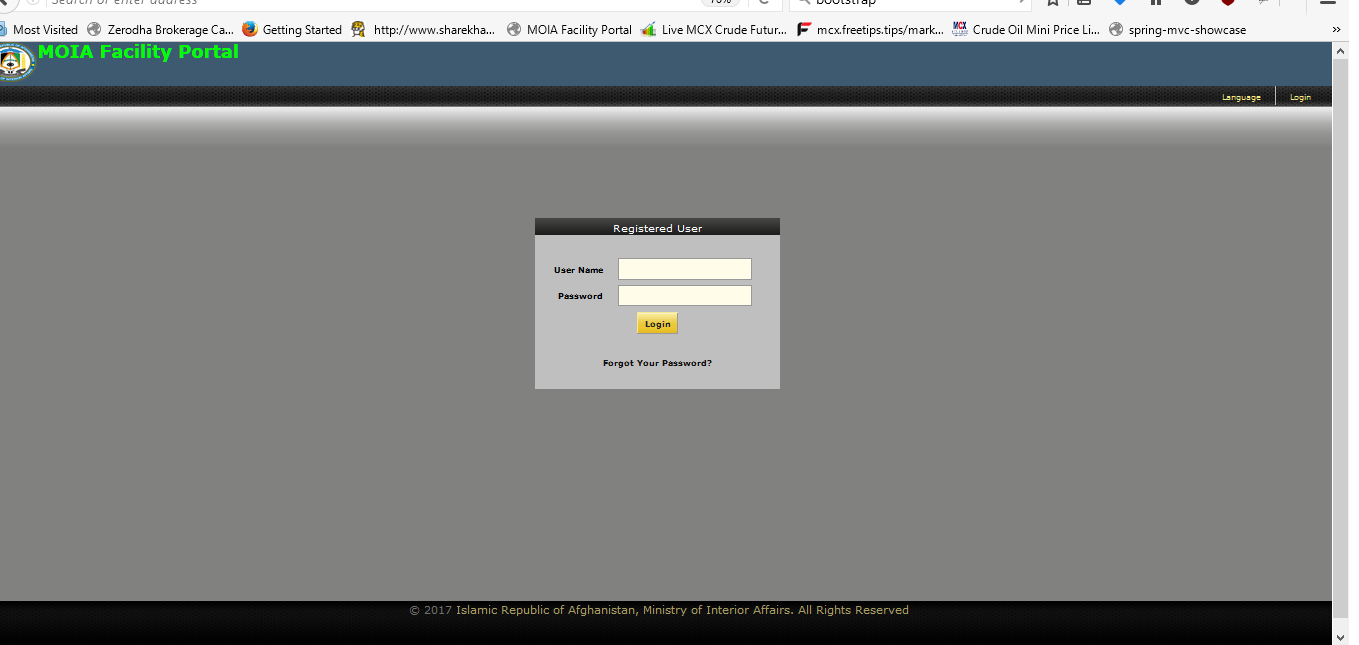 Search or enter address 70% bootstrap
Most Visited Zerodha Brokerage Ca... Getting Started http://www.sharekha... MOIA Facility Portal Live MCX Crude Futur... mcx.freetips.tips/mark... Crude Oil Mini Price Li... spring-mvc-showcase »
MOIA Facility Portal
Language Login
Registered User
User Name
Password
Login
Forgot Your Password?
© 2017 Islamic Republic of Afghanistan, Ministry of Interior Affairs. All Rights Reserved